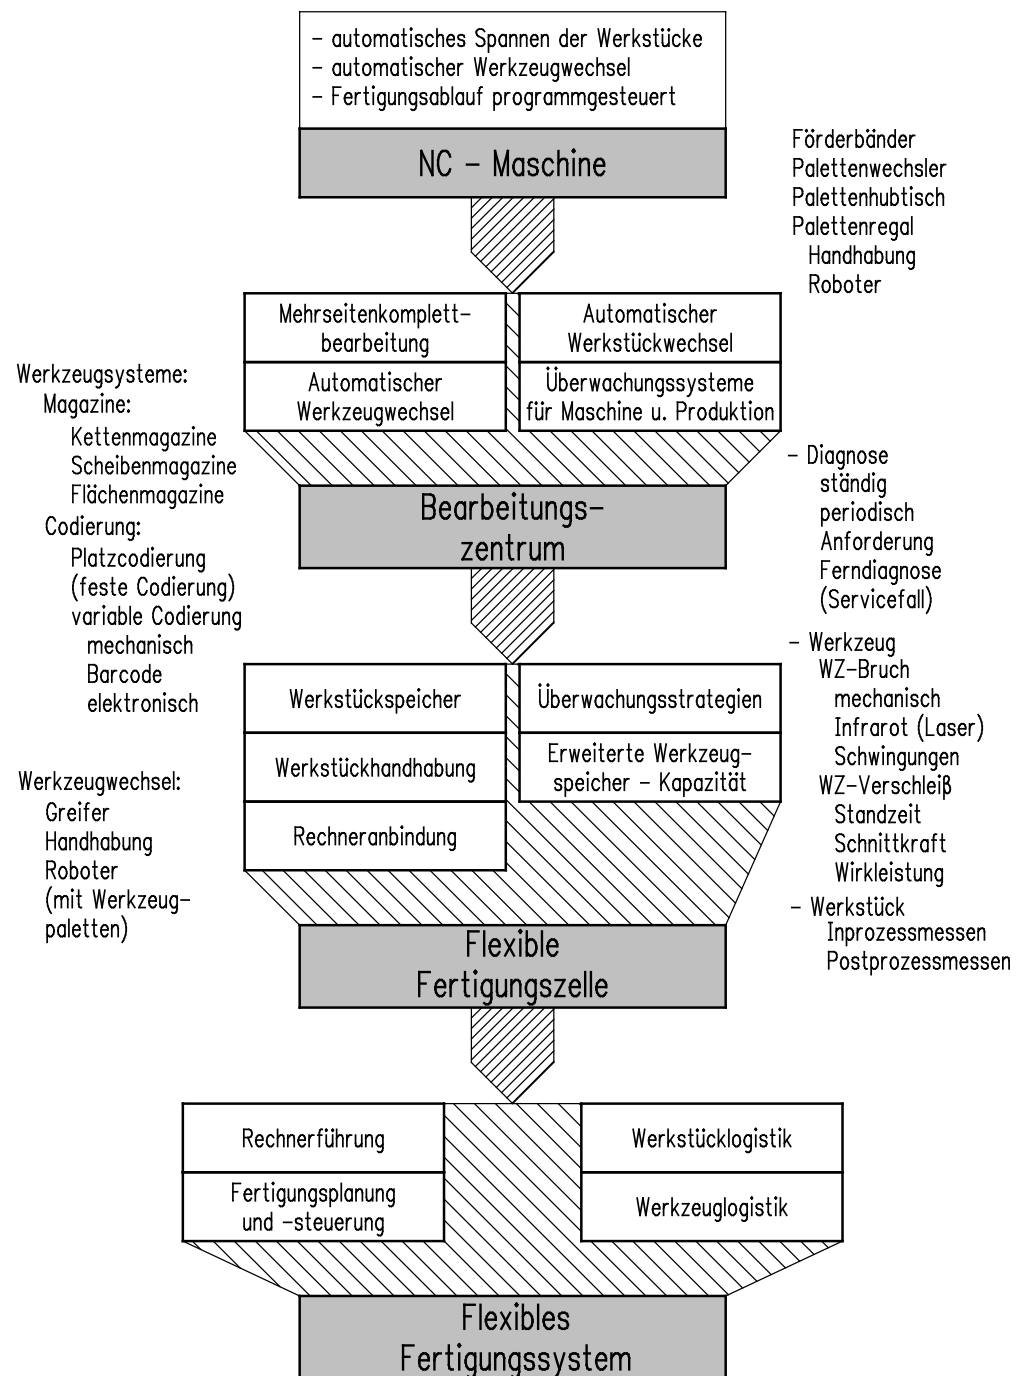 - automatisches Spannen der Werkstücke
- automatischer Werkzeugwechsel
- Fertigungsablauf programmgesteuert
NC - Maschine
Förderbänder
Palettenwechsler
Palettenhubtisch
Palettenregal
Handhabung
Roboter
Mehrseitenkomplett-
bearbeitung
Automatischer
Werkstückwechsel
Automatischer
Werkzeugwechsel
Überwachungssysteme
für Maschine u. Produktion
Werkzeugsysteme:
Magazine:
Kettenmagazine
Scheibenmagazine
Flächenmagazine
Codierung:
Platzcodierung
(feste Codierung)
variable Codierung
mechanisch
Barcode
elektronisch
Bearbeitungs-
zentrum
- Diagnose
ständig
periodisch
Anforderung
Ferndiagnose
(Servicefall)
- Werkzeug
WZ-Bruch
mechanisch
Infrarot (Laser)
Schwingungen
WZ-Verschleiß
Standzeit
Schnittkraft
Wirkleistung
- Werkstück
Inprozessmessen
Postprozessmessen
Werkstückspeicher
Überwachungsstrategien
Werkstückhandhabung
Erweiterte Werkzeug-
speicher - Kapazität
Rechneranbindung
Werkzeugwechsel:
Greifer
Handhabung
Roboter
(mit Werkzeug-
paletten)
Flexible
Fertigungszelle
Rechnerführung
Werkstücklogistik
Fertigungsplanung
und -steuerung
Werkzeuglogistik
Flexibles
Fertigungssystem